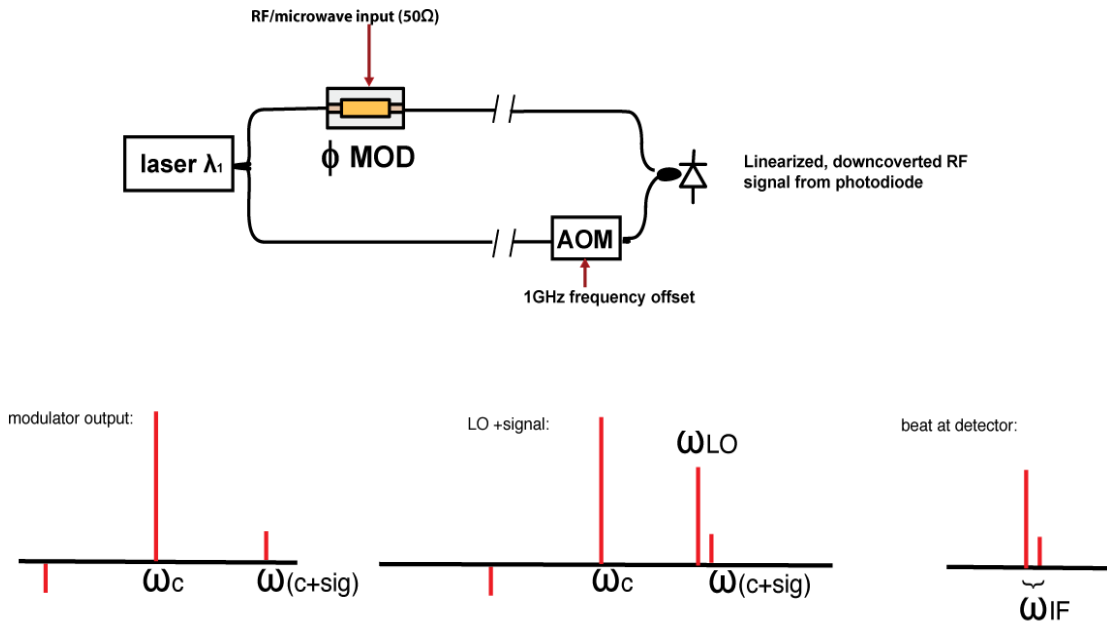 RF/microwave input (50Ω)
laser λ₁
ϕ MOD
Linearized, downcoverted RF
signal from photodiode
AOM
1GHz frequency offset
modulator output:
ωc
ω(c+sig)
LO +signal:
ωLO
ωc
ω(c+sig)
beat at detector:
ωIF